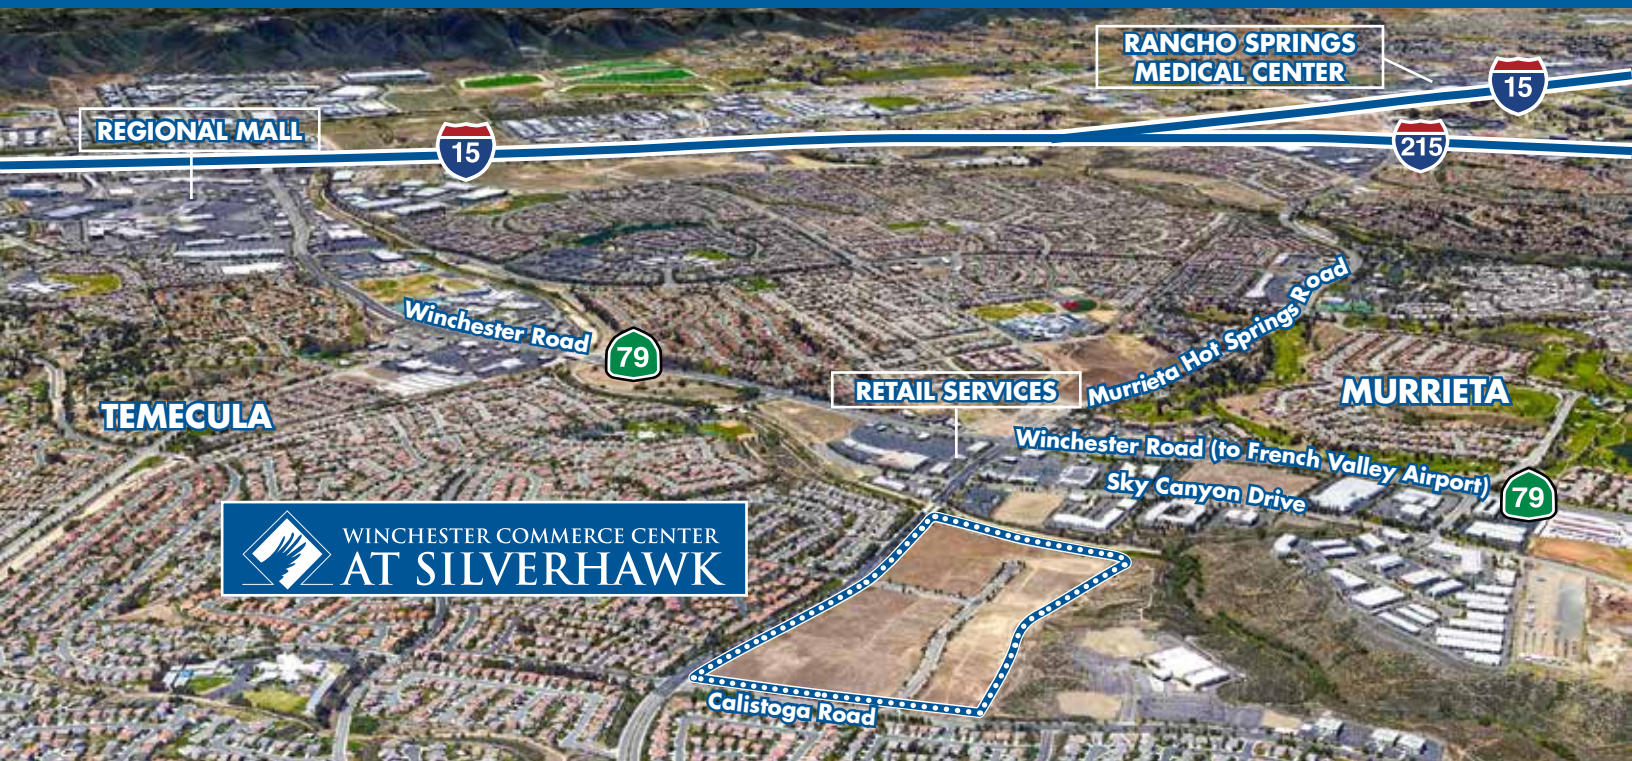 RANCHO SPRINGS
MEDICAL CENTER
15
REGIONAL MALL
15
215
Winchester Road
79
Murrieta Hot Springs Road
RETAIL SERVICES
MURRIETA
TEMECULA
Winchester Road (to French Valley Airport)
Sky Canyon Drive
79
WINCHESTER COMMERCE CENTER
AT SILVERHAWK
Calistoga Road